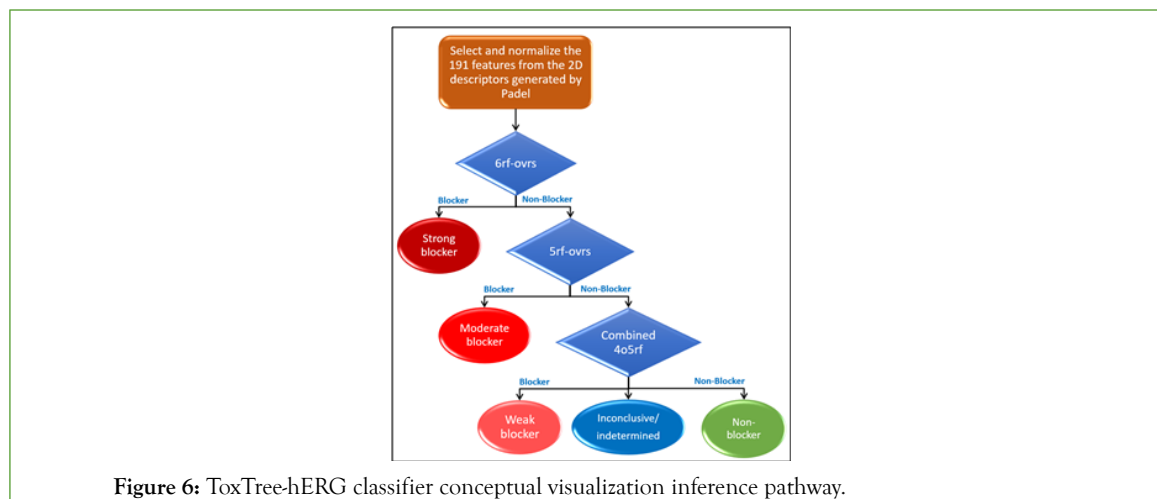 Select and normalize the
191 features from the 2D
descriptors generated by
Padel
6rf-ovrs
Blocker
Non-Blocker
Strong
blocker
5rf-ovrs
Blocker
Non-Blocker
Moderate
blocker
Combined
4o5rf
Blocker
Non-Blocker
Weak
blocker
Inconclusive/
indetermined
Non-
blocker
Figure 6: ToxTree-hERG classifier conceptual visualization inference pathway.